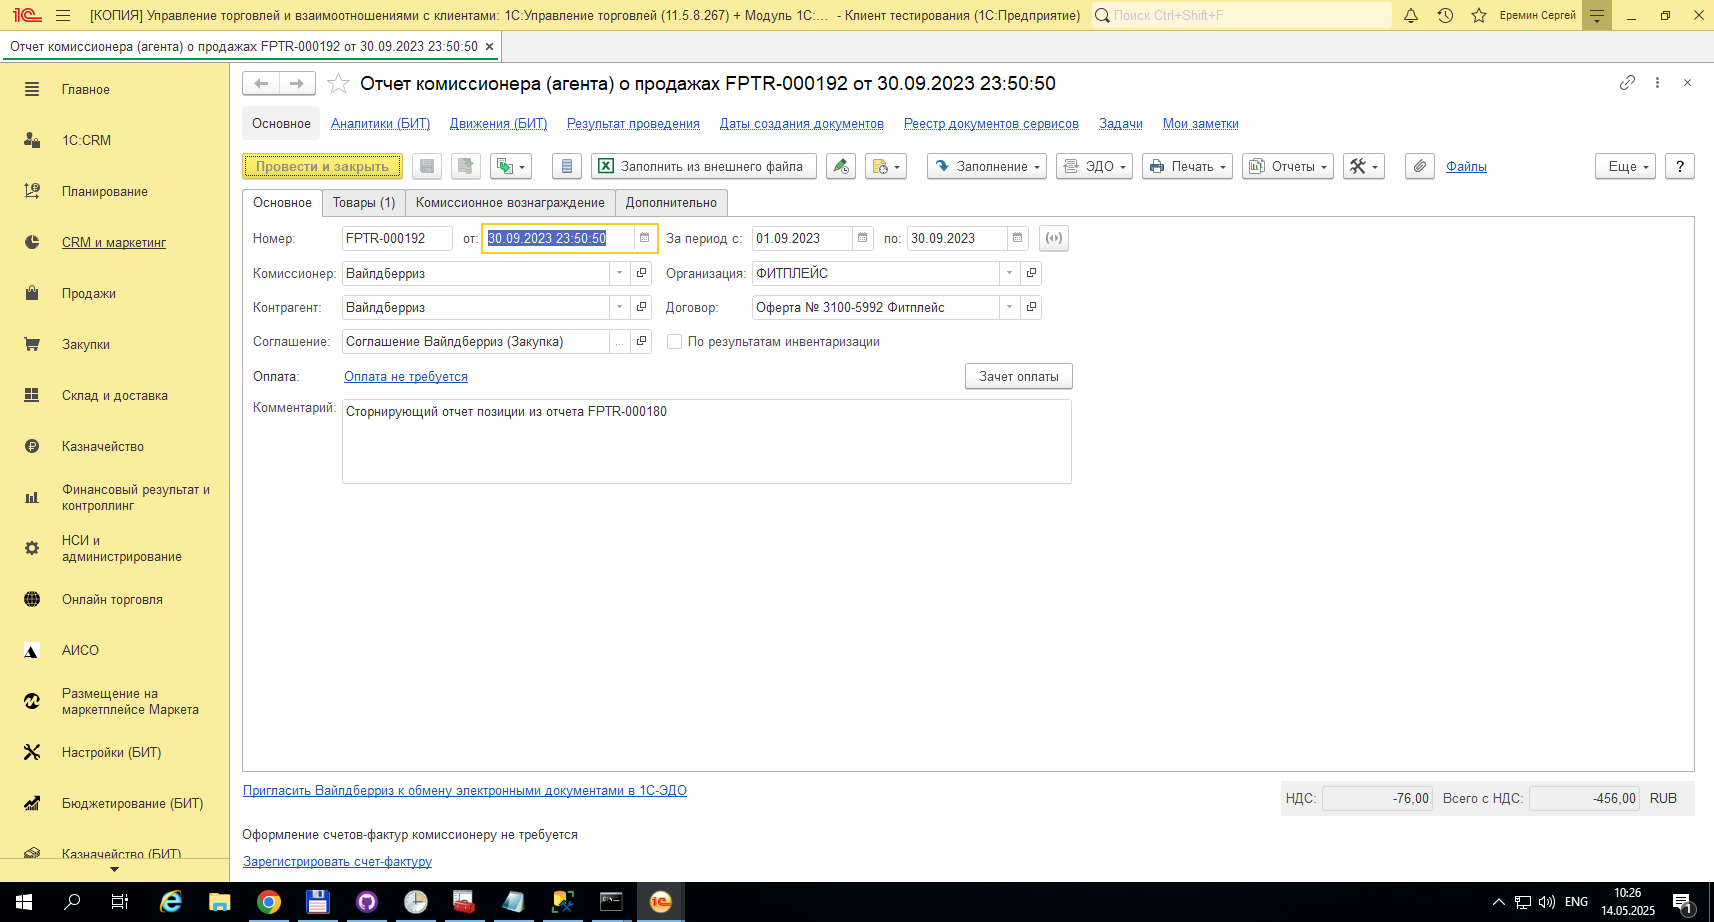 [КОПИЯ] Управление торговлей и взаимоотношениями с клиентами: 1С:Управление торговлей (11.5.8.267) + Модуль 1С:... - Клиент тестирования (1С:Предприятие)
Поиск Ctrl+Shift+F
Еремин Сергей
Отчет комиссионера (агента) о продажах FPTR-000192 от 30.09.2023 23:50:50 ×
Главное
1С:CRM
Планирование
CRM и маркетинг
Продажи
Закупки
Склад и доставка
Казначейство
Финансовый результат и
контроллинг
НСИ и
администрирование
Онлайн торговля
АИСО
Размещение на
маркетплейсе Маркета
Настройки (БИТ)
Бюджетирование (БИТ)
Казначейство (БИТ)
Отчет комиссионера (агента) о продажах FPTR-000192 от 30.09.2023 23:50:50
Основное Аналитики (БИТ) Движения (БИТ) Результат проведения Даты создания документов Реестр документов сервисов Задачи Мои заметки
Провести и закрыть Заполнить из внешнего файла Заполнение ЭДО Печать Отчеты Файлы Еще ?
Основное Товары (1) Комиссионное вознаграждение Дополнительно
Номер: FPTR-000192 от: 30.09.2023 23:50:50 За период с: 01.09.2023 по: 30.09.2023
Комиссионер: Вайлдберриз Организация: ФИТПЛЕЙС
Контрагент: Вайлдберриз Договор: Оферта № 3100-5992 Фитплейс
Соглашение: Соглашение Вайлдберриз (Закупка) ... По результатам инвентаризации
Оплата: Оплата не требуется Зачет оплаты
Комментарий: Сторнирующий отчет позиции из отчета FPTR-000180
Пригласить Вайлдберриз к обмену электронными документами в 1С-ЭДО
НДС: -76,00 Всего с НДС: -456,00 RUB
Оформление счетов-фактур комиссионеру не требуется
Зарегистрировать счет-фактуру
ENG
10:26
14.05.2025
1